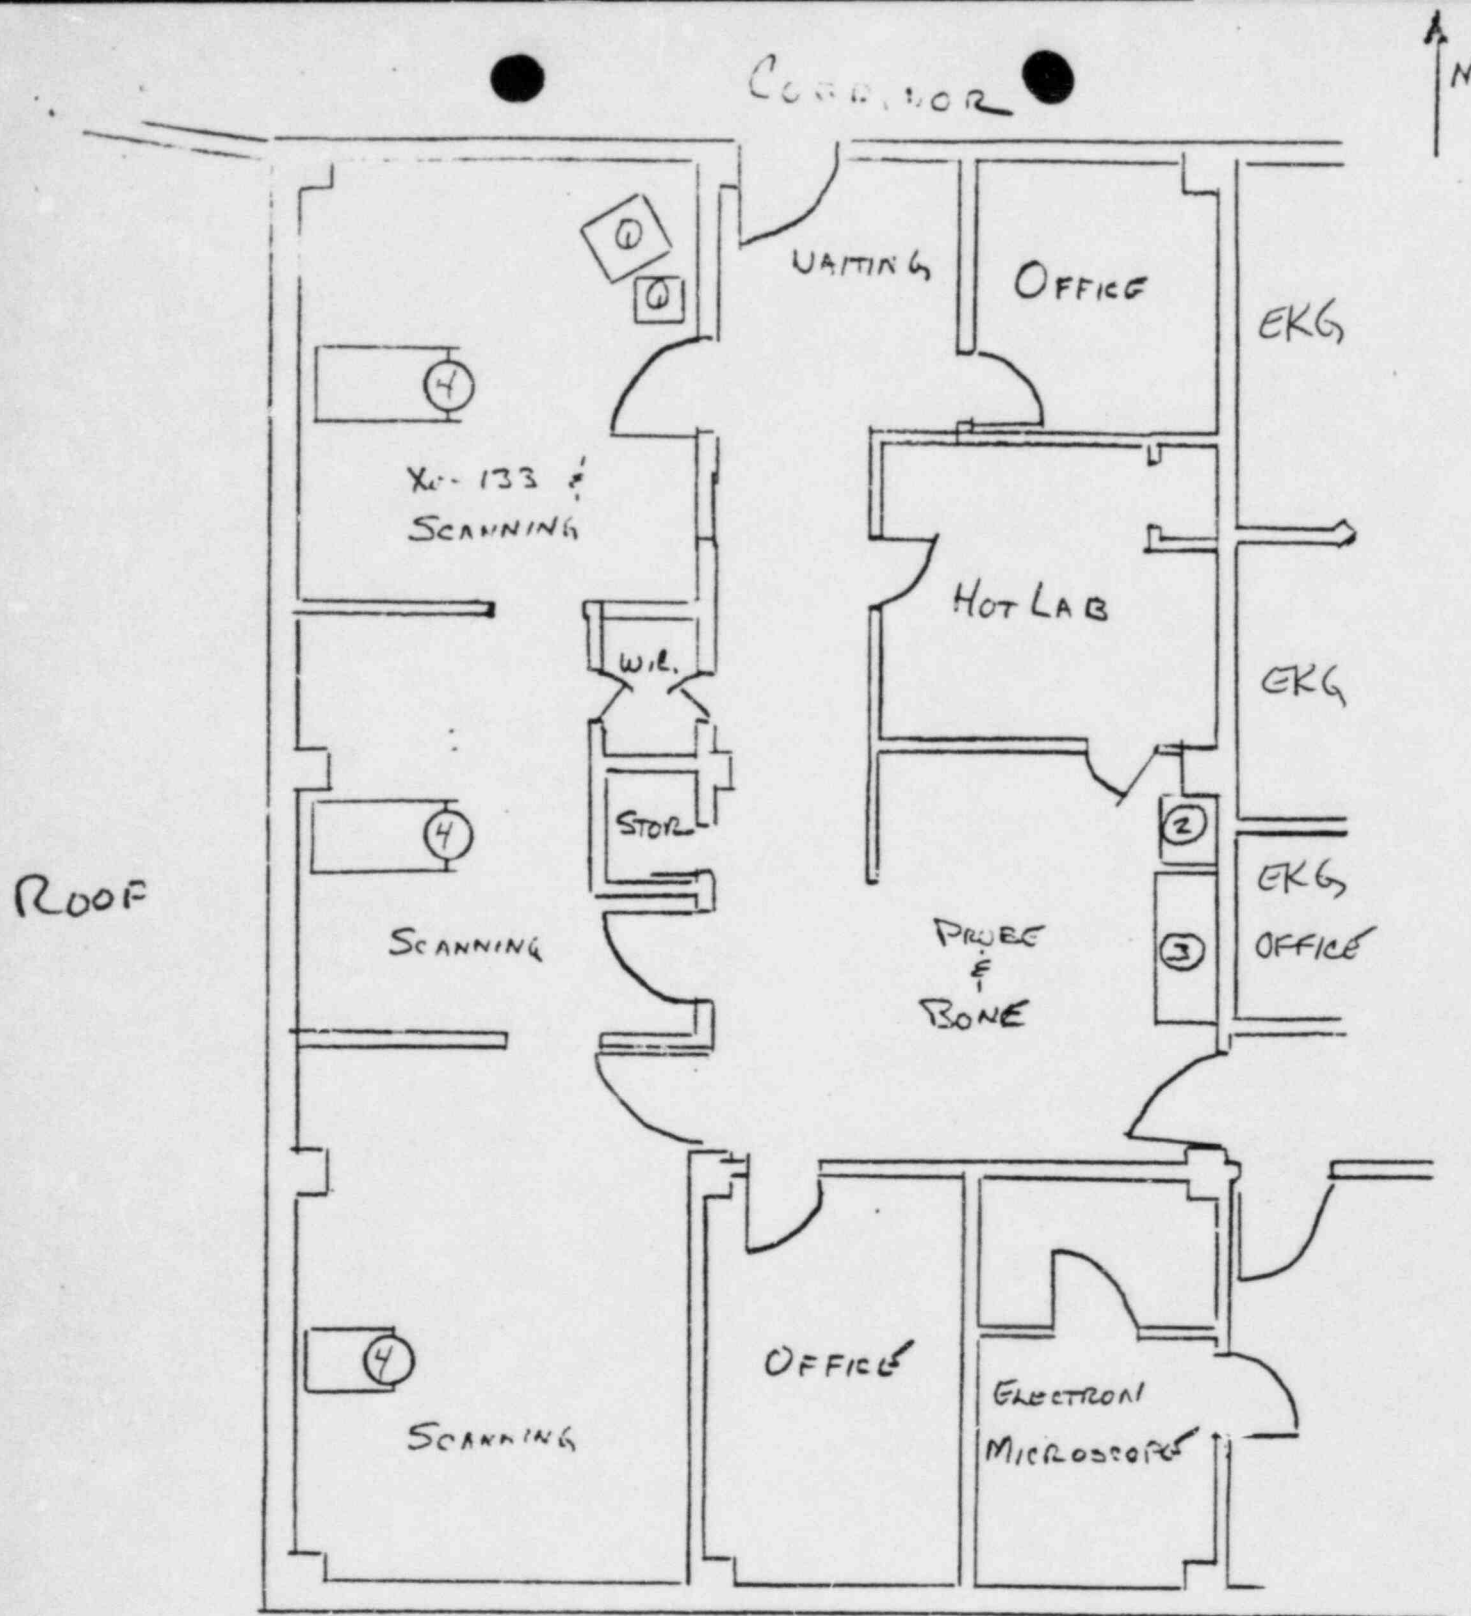 CORRIDOR
N
WAITING
OFFICE
EKG
1
1
4
Xe-133 &
SCANNING
HOT LAB
W.R.
EKG
STOR
2
4
EKG
OFFICE
ROOF
SCANNING
PROBE
&
BONE
3
4
OFFICE
ELECTRON
MICROSCOPE
SCANNING